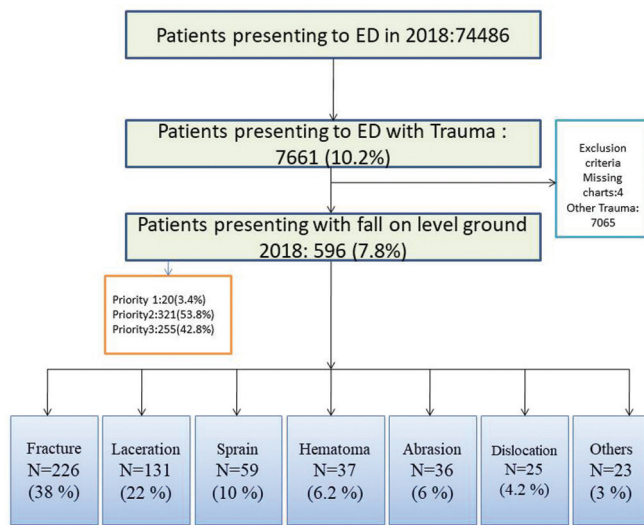 Patients presenting to ED in 2018:74486
Patients presenting to ED with Trauma :
7661 (10.2%)
Exclusion
criteria
Missing
charts:4
Other Trauma:
7065
Patients presenting with fall on level ground
2018: 596 (7.8%)
Priority 1:20(3.4%)
Priority2:321(53.8%)
Priority3:255(42.8%)
Fracture
N=226
(38 %)
Laceration
N=131
(22 %)
Sprain
N=59
(10 %)
Hematoma
N=37
(6.2 %)
Abrasion
N=36
(6 %)
Dislocation
N=25
(4.2 %)
Others
N=23
(3 %)